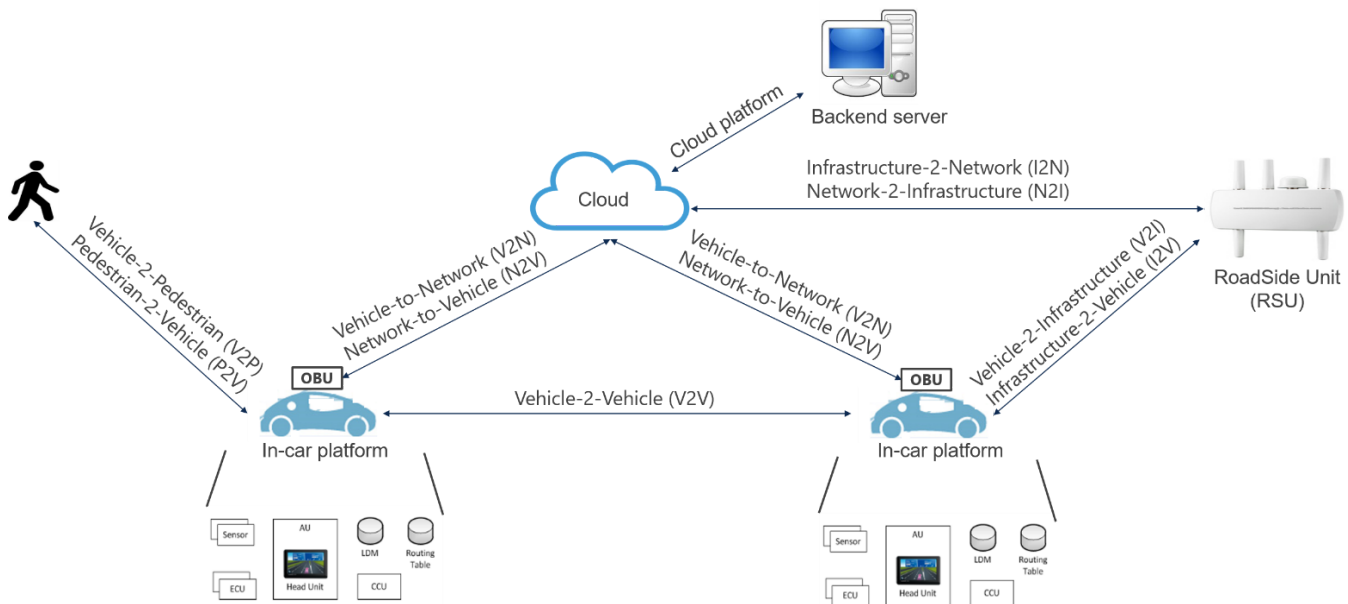 Cloud platform
Backend server
Infrastructure-2-Network (I2N)
Network-2-Infrastructure (N2I)
Cloud
RoadSide Unit
(RSU)
Vehicle-2-Pedestrian (V2P)
Pedestrian-2-Vehicle (P2V)
Vehicle-to-Network (V2N)
Network-to-Vehicle (N2V)
Vehicle-to-Network (V2N)
Network-to-Vehicle (N2V)
Vehicle-2-Infrastructure (V2I)
Infrastructure-2-Vehicle (I2V)
OBU
OBU
Vehicle-2-Vehicle (V2V)
In-car platform
In-car platform
Sensor
AU
LDM
Routing
Table
ECU
Head Unit
CCU
Sensor
AU
LDM
Routing
Table
ECU
Head Unit
CCU